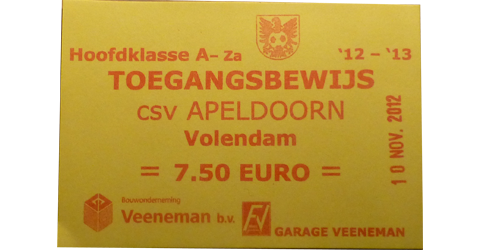 Hoofdklasse A- Za '12 - '13
TOEGANGSBEWIJS
csv APELDOORN
Volendam
= 7.50 EURO =
10 NOV. 2012
Bouwonderneming
Veeneman b.v.
GARAGE VEENEMAN